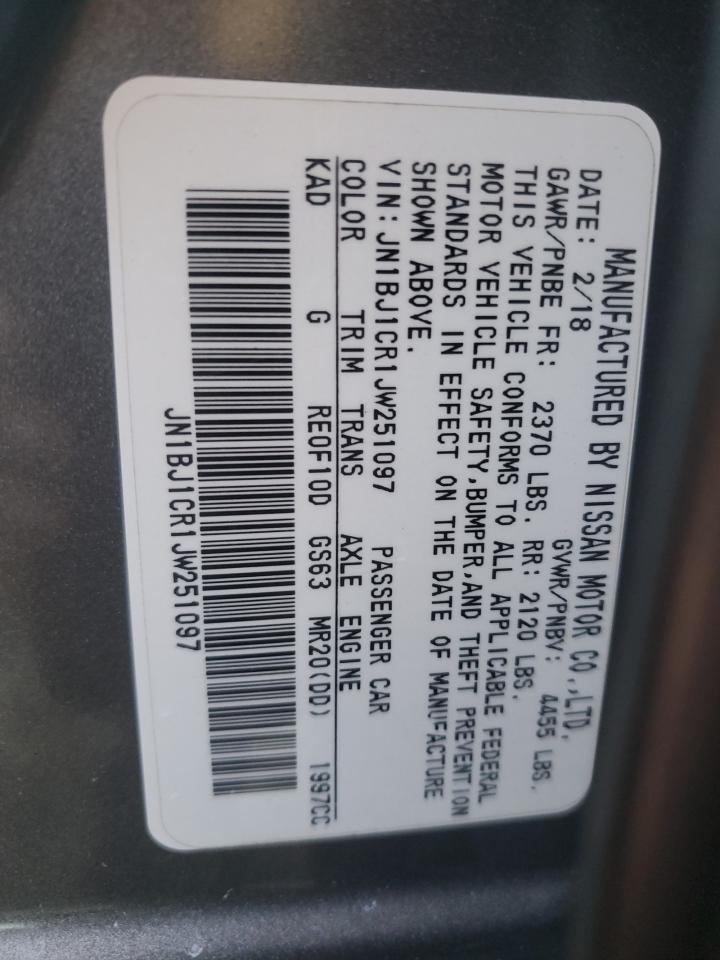 MANUFACTURED BY NISSAN MOTOR CO.,LTD.
DATE: 2/18 GVWR/PNBV: 4455 LBS.
GAWR/PNBE FR: 2370 LBS. RR: 2120 LBS.
THIS VEHICLE CONFORMS TO ALL APPLICABLE FEDERAL
MOTOR VEHICLE SAFETY,BUMPER,AND THEFT PREVENTION
STANDARDS IN EFFECT ON THE DATE OF MANUFACTURE
SHOWN ABOVE.
VIN: JN1BJ1CR1JW251097 PASSENGER CAR
COLOR TRIM TRANS AXLE ENGINE
KAD G RE0F10D GS63 MR20(DD) 1997CC
JN1BJ1CR1JW251097